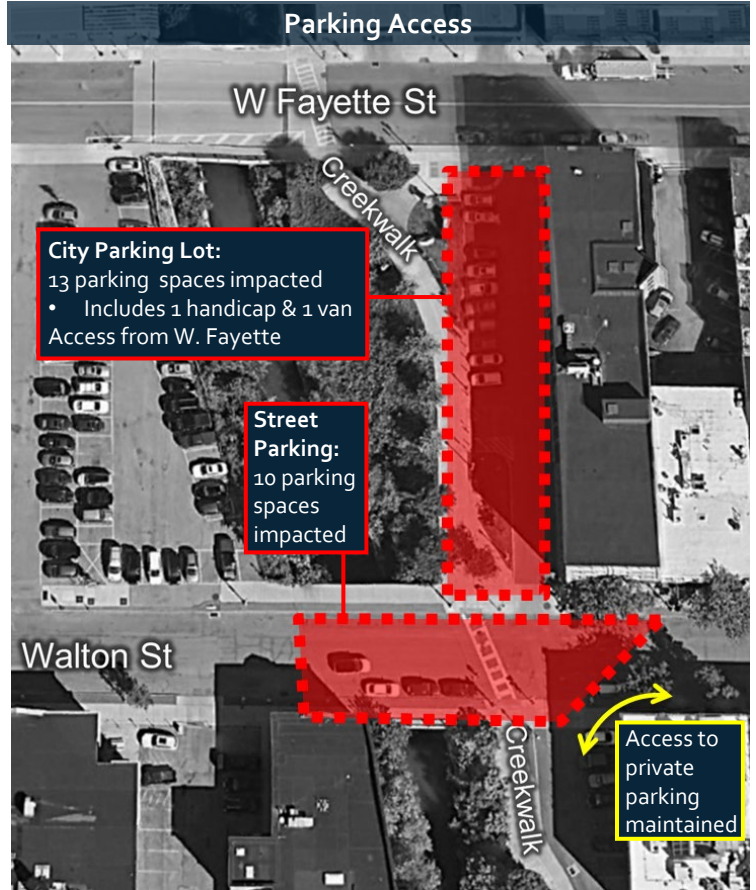 Parking Access
W Fayette St
Creekwalk
City Parking Lot:
13 parking spaces impacted
• Includes 1 handicap & 1 van
Access from W. Fayette
Street
Parking:
10 parking
spaces
impacted
Walton St
Creekwalk
Access to
private
parking
maintained